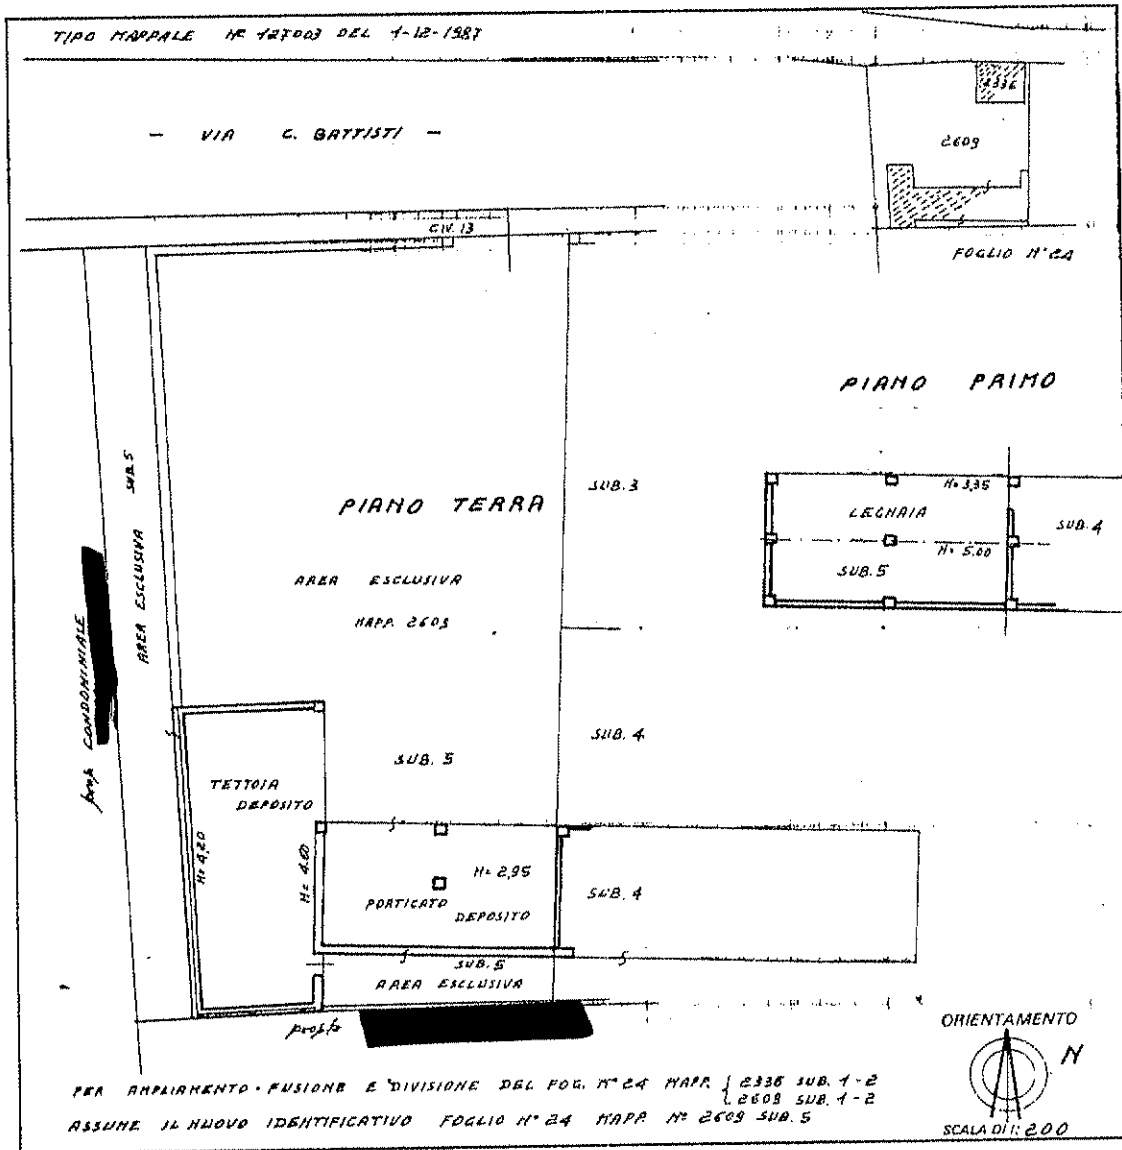 TIPO MAPPALE N° 127003 DEL 1-12-1987
2336
- VIA C. BATTISTI -
2609
CIV. 13
FOGLIO N° 24
PIANO PRIMO
AREA ESCLUSIVA SUB.5
PIANO TERRA
SUB.3
H= 3,35
LEGNAIA
SUB. 4
H= 5.00
SUB.5
AREA ESCLUSIVA
MAPP. 2609
prop. CONDOMINIALE
SUB. 4
SUB. 5
TETTOIA
DEPOSITO
H= 4,20
H= 4.60
H= 2,95
PORTICATO
DEPOSITO
SUB. 4
SUB.5
AREA ESCLUSIVA
ORIENTAMENTO
N
PER AMPLIAMENTO - FUSIONE E DIVISIONE DEL FOG. N° 24 MAPP. { 2336 SUB. 1-2
2609 SUB. 1-2
ASSUME IL NUOVO IDENTIFICATIVO FOGLIO N° 24 MAPP. N° 2609 SUB. 5
SCALA DI 1: 200